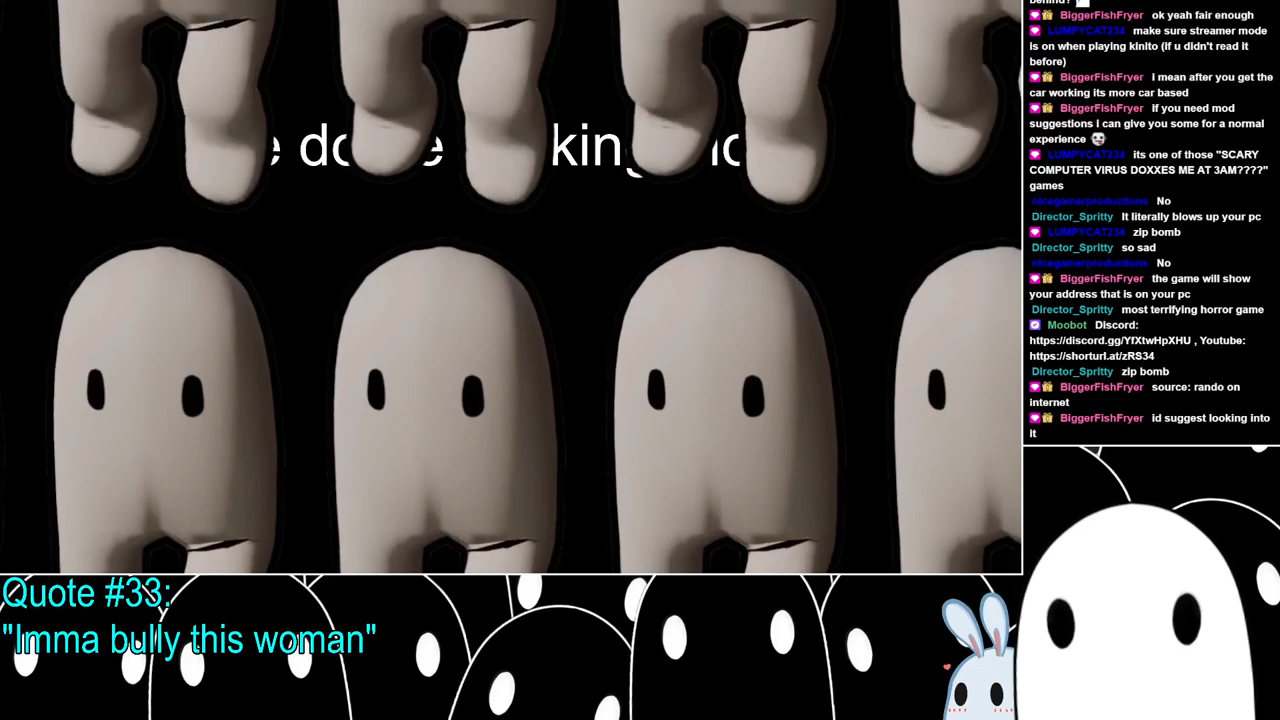 e do e king no
behind?
BiggerFishFryer ok yeah fair enough
LUMPYCAT234 make sure streamer mode
is on when playing kinito (if u didn't read it
before)
BiggerFishFryer I mean after you get the
car working its more car based
BiggerFishFryer if you need mod
suggestions I can give you some for a normal
experience
LUMPYCAT234 its one of those "SCARY
COMPUTER VIRUS DOXXES ME AT 3AM????"
games
nicegamerproductions No
Director_Spritty It literally blows up your pc
LUMPYCAT234 zip bomb
Director_Spritty so sad
nicegamerproductions No
BiggerFishFryer the game will show
your address that is on your pc
Director_Spritty most terrifying horror game
Moobot Discord:
https://discord.gg/YfXtwHpXHU , Youtube:
https://shorturl.at/zRS34
Director_Spritty zip bomb
BiggerFishFryer source: rando on
internet
BiggerFishFryer id suggest looking into
it
Quote #33:
"Imma bully this woman"